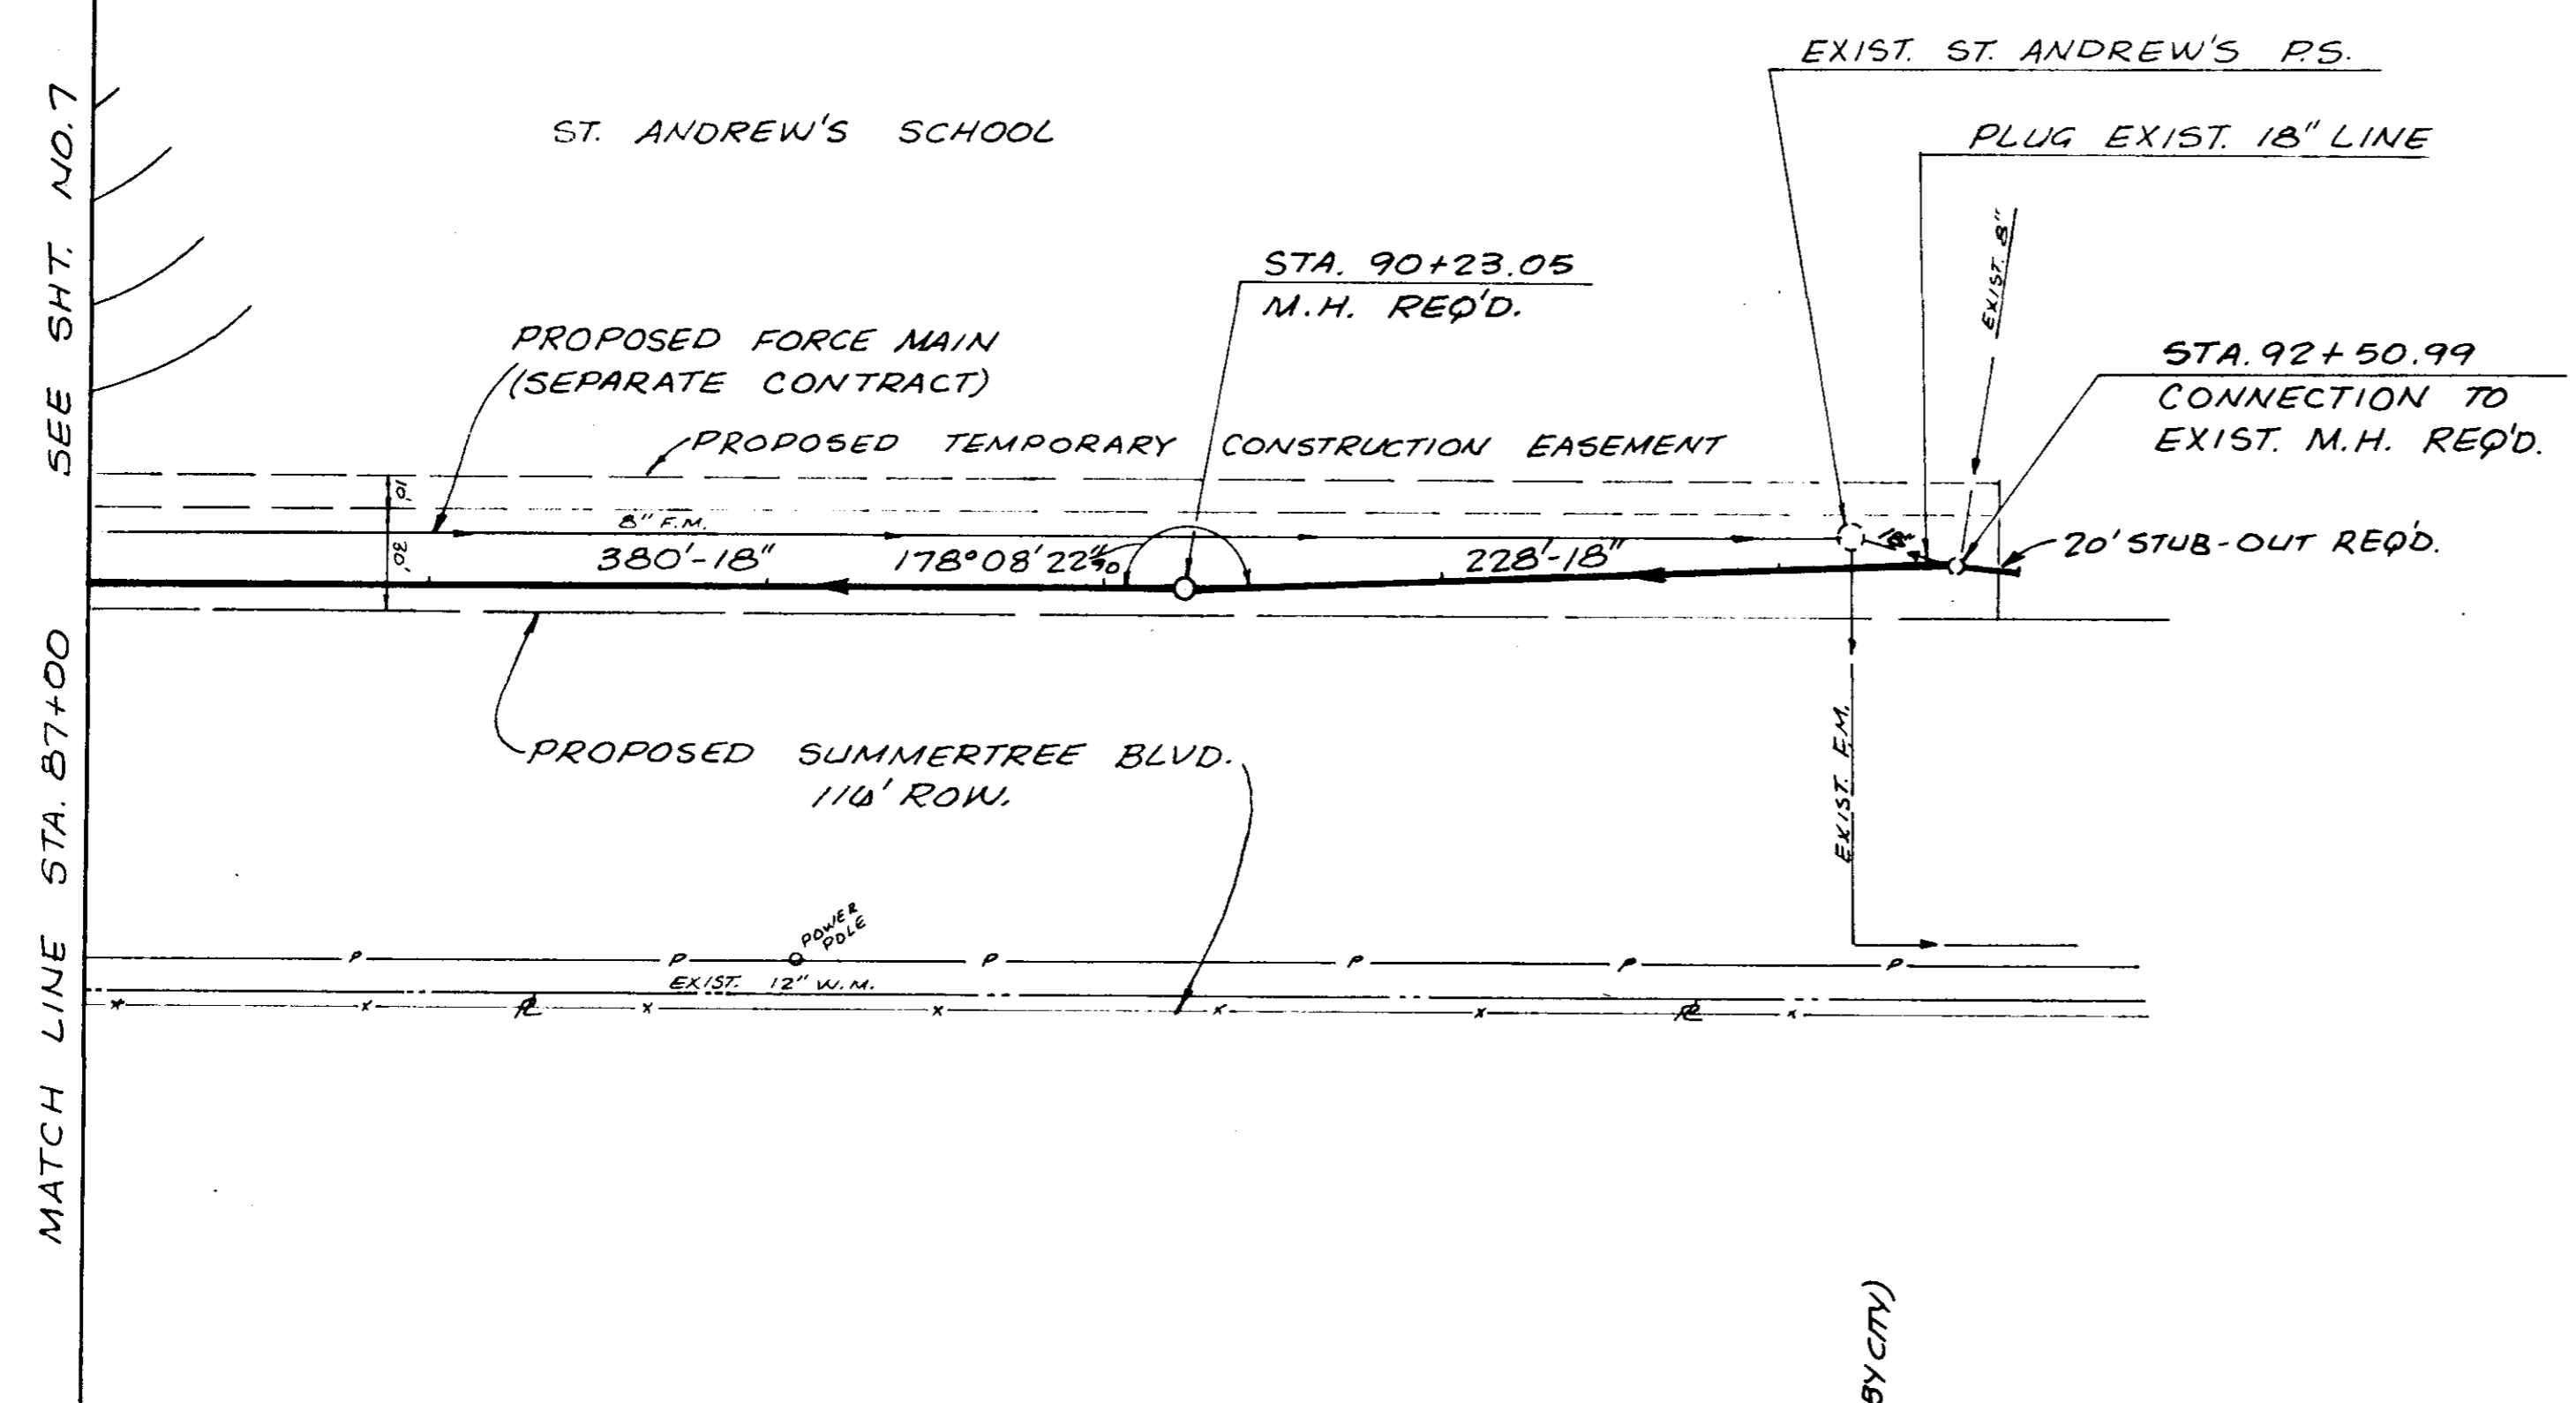 EXIST. ST. ANDREW'S P.S.
PLUG EXIST. 18" LINE
ST. ANDREW'S SCHOOL
SEE SHT. NO. 7
MATCH LINE STA. 87+00
EXIST. 8"
STA. 90+23.05
M.H. REQ'D.
PROPOSED FORCE MAIN
(SEPARATE CONTRACT)
STA. 92+50.99
CONNECTION TO
EXIST. M.H. REQ'D.
PROPOSED TEMPORARY CONSTRUCTION EASEMENT
10'
30'
8" F.M.
380'-18"
178°08'22"
90
228'-18"
18"
20' STUB-OUT REQ'D.
EXIST. F.M.
PROPOSED SUMMERTREE BLVD.
ROW.
POWER
POLE
P P P P P P
EXIST. 12" W.M.
BY CITY)